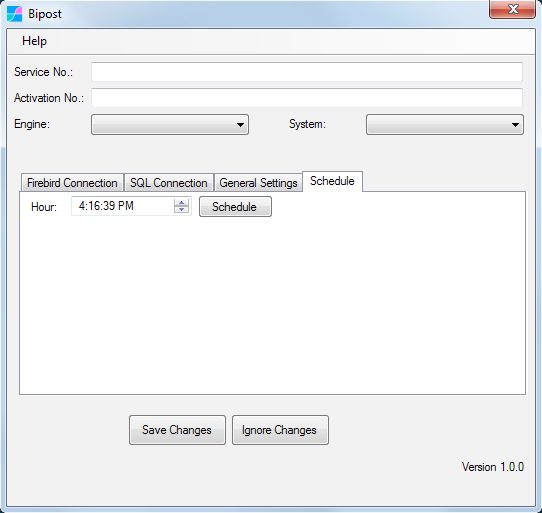 Bipost
Help
Service No.:
Activation No.:
Engine: System:
Firebird Connection SQL Connection General Settings Schedule
Hour: 4:16:39 PM Schedule
Save Changes Ignore Changes
Version 1.0.0